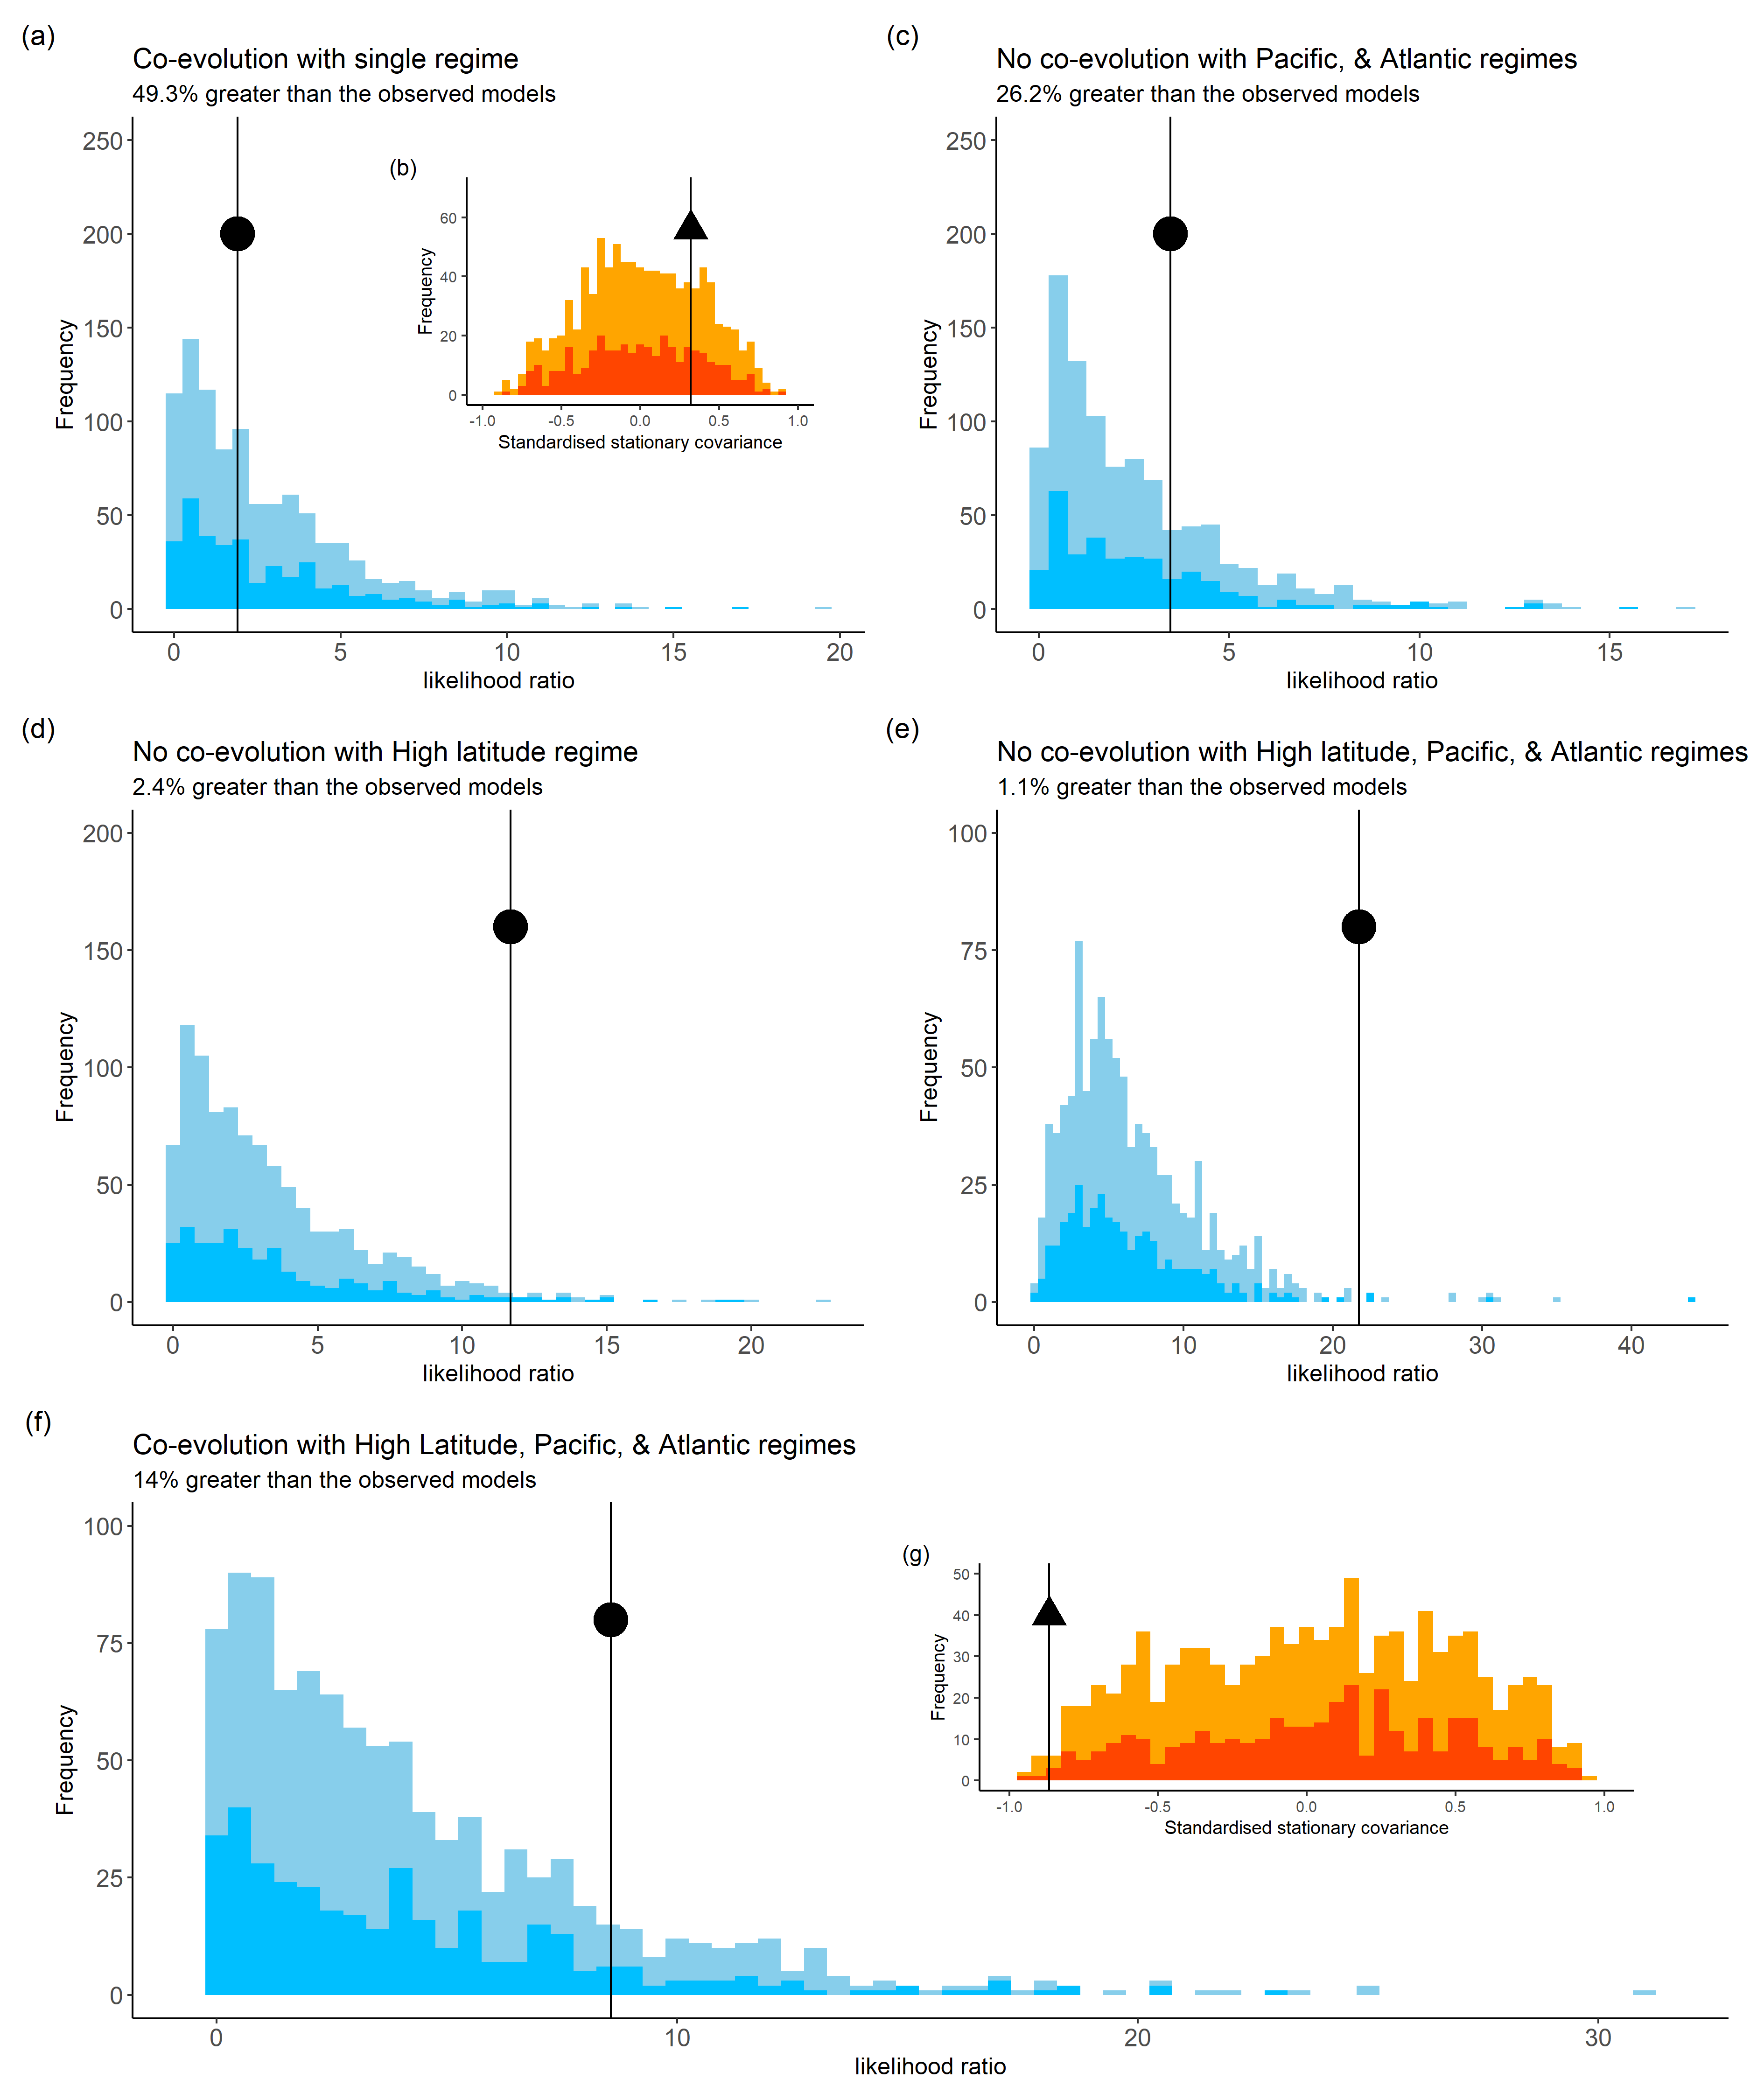 (a)
Co-evolution with single regime
49.3% greater than the observed models
250
200
150
100
50
0
Frequency
0 5 10 15 20
likelihood ratio
(b)
60
40
20
0
Frequency
-1.0 -0.5 0.0 0.5 1.0
Standardised stationary covariance
(c)
No co-evolution with Pacific, & Atlantic regimes
26.2% greater than the observed models
250
200
150
100
50
0
Frequency
0 5 10 15
likelihood ratio
(d)
No co-evolution with High latitude regime
2.4% greater than the observed models
200
150
100
50
0
Frequency
0 5 10 15 20
likelihood ratio
(e)
No co-evolution with High latitude, Pacific, & Atlantic regimes
1.1% greater than the observed models
100
75
50
25
0
Frequency
0 10 20 30 40
likelihood ratio
(f)
Co-evolution with High Latitude, Pacific, & Atlantic regimes
14% greater than the observed models
100
75
50
25
0
Frequency
0 10 20 30
likelihood ratio
(g)
50
40
30
20
10
0
Frequency
-1.0 -0.5 0.0 0.5 1.0
Standardised stationary covariance